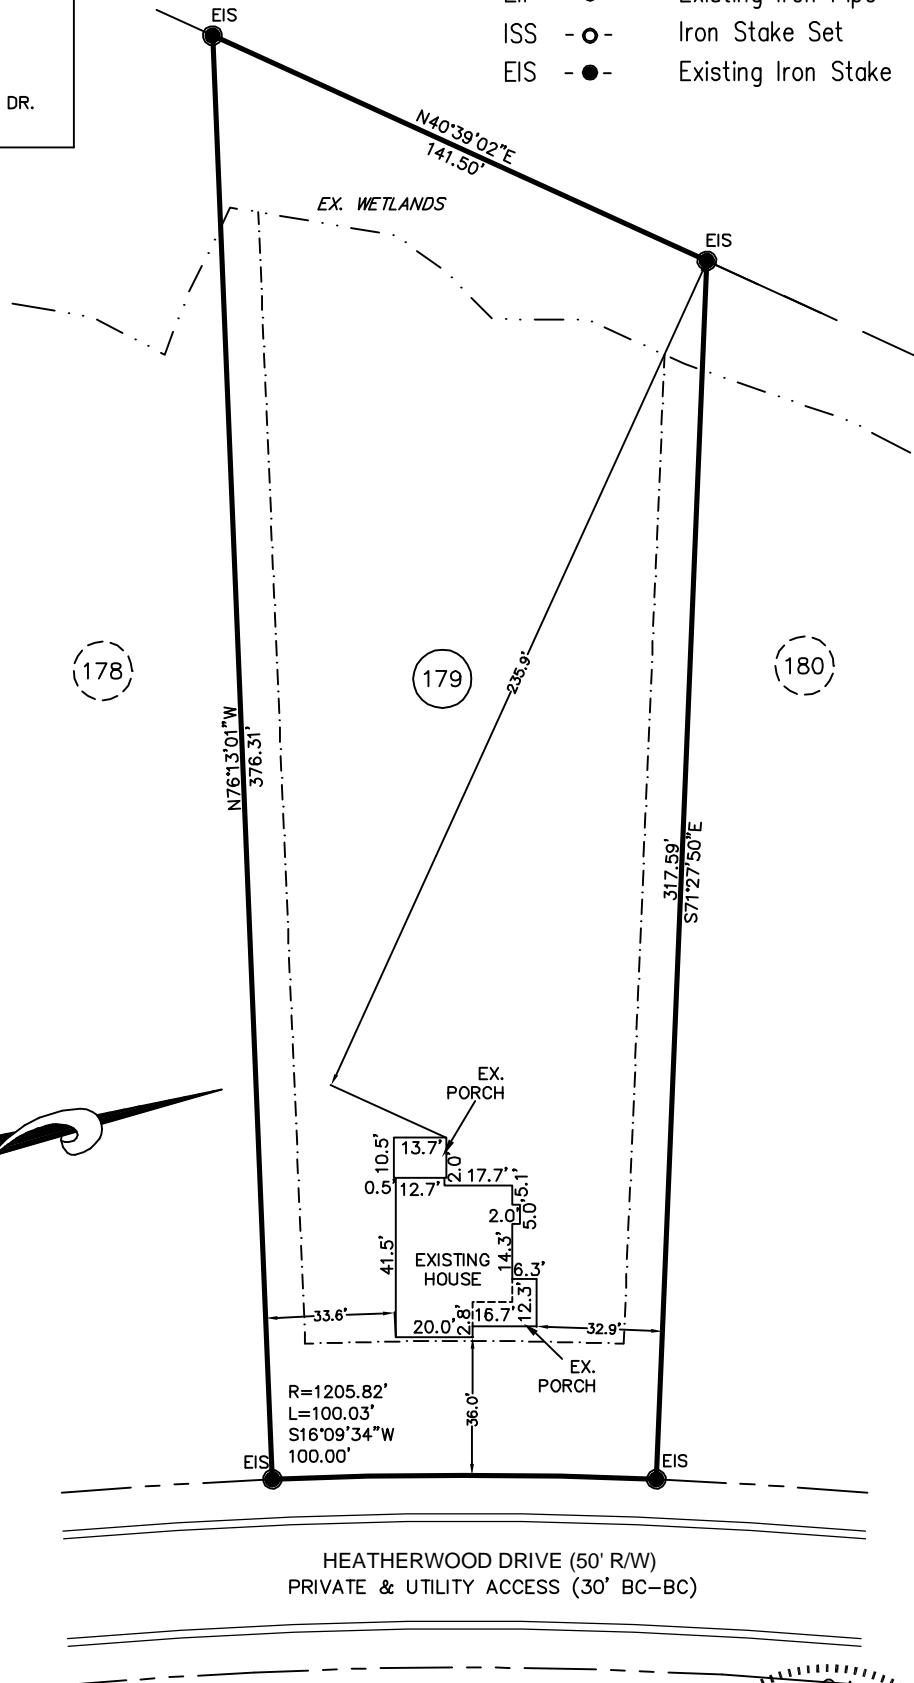 EIS
ISS
Iron Stake Set
EIS
Existing Iron Stake
DR.
N40°39'02"E
141.50'
EX. WETLANDS
EIS
178
179
180
235.9'
N76°13'01"W
376.31'
317.59'
S71°27'50"E
EX.
PORCH
10.5'
13.7'
2.0'
17.7'
5.1'
0.5'
12.7'
2.0'
5.0'
41.5'
14.3'
EXISTING
HOUSE
6.3'
12.3'
33.6'
20.0'
2.8'
16.7'
32.9'
EX.
PORCH
36.0'
R=1205.82'
L=100.03'
S16°09'34"W
100.00'
EIS
EIS
HEATHERWOOD DRIVE (50' R/W)
PRIVATE & UTILITY ACCESS (30' BC-BC)